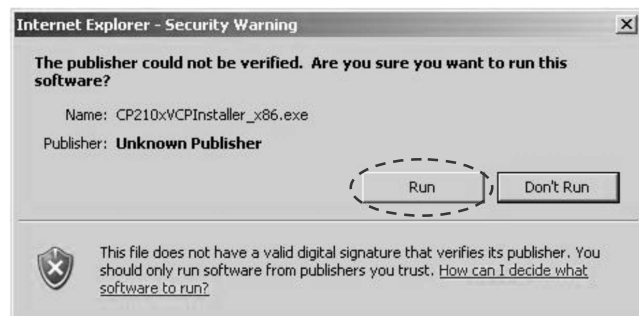 Internet Explorer - Security Warning
The publisher could not be verified. Are you sure you want to run this
software?
Name: CP210xVCPInstaller_x86.exe
Publisher: Unknown Publisher
Run Don't Run
This file does not have a valid digital signature that verifies its publisher. You
should only run software from publishers you trust. How can I decide what
software to run?